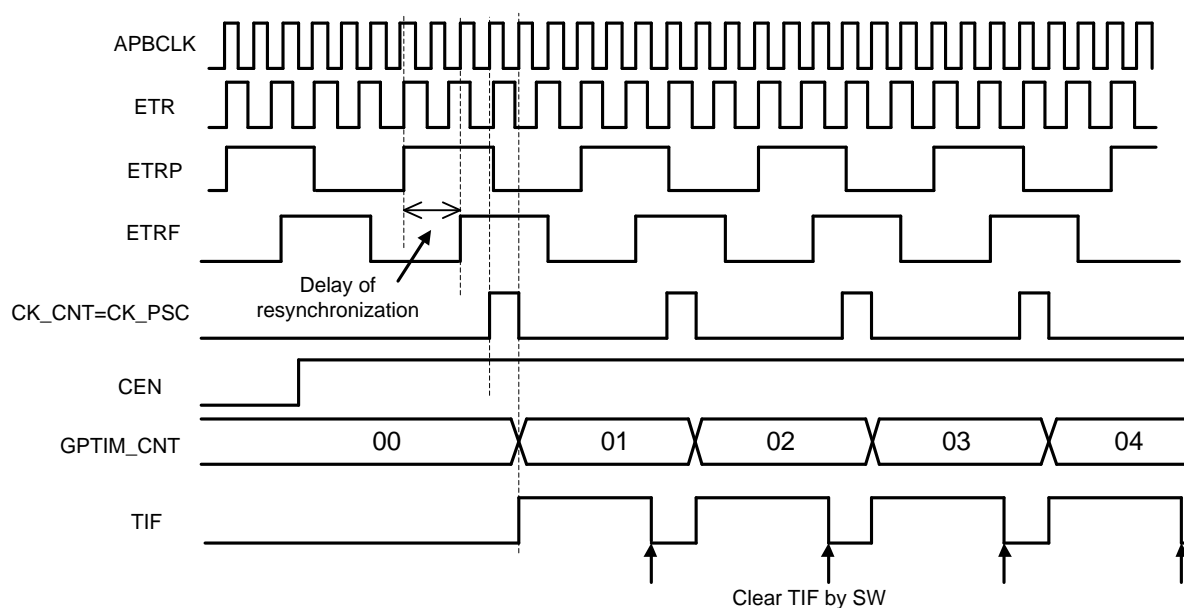 APBCLK
ETR
ETRP
ETRF
Delay of
resynchronization
CK_CNT=CK_PSC
CEN
GPTIM_CNT
00
01
02
03
04
TIF
Clear TIF by SW